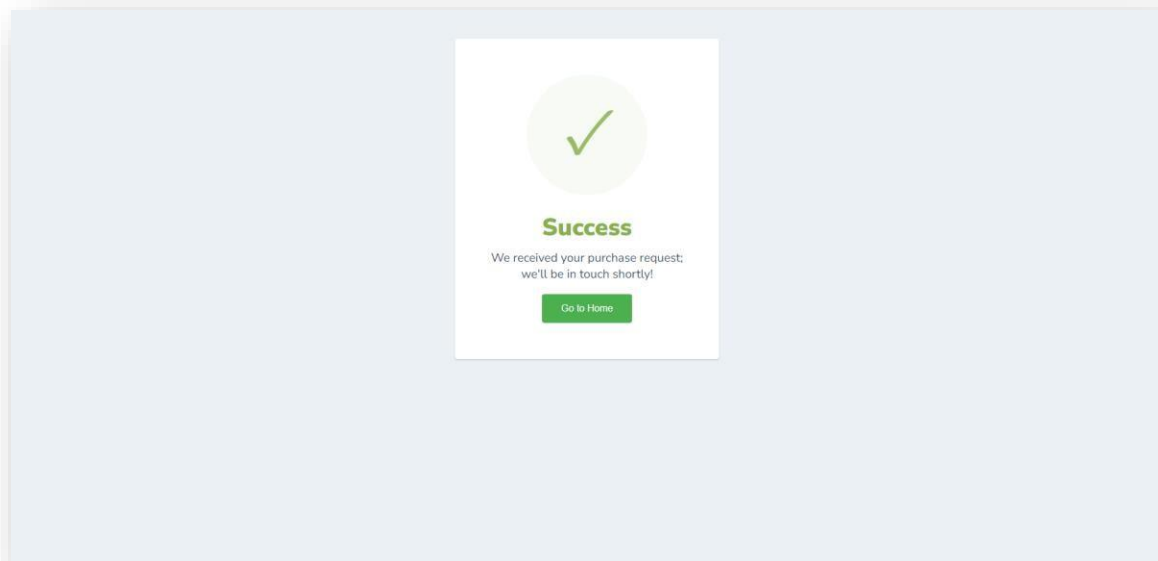 Success
We received your purchase request;
we'll be in touch shortly!
Go to Home